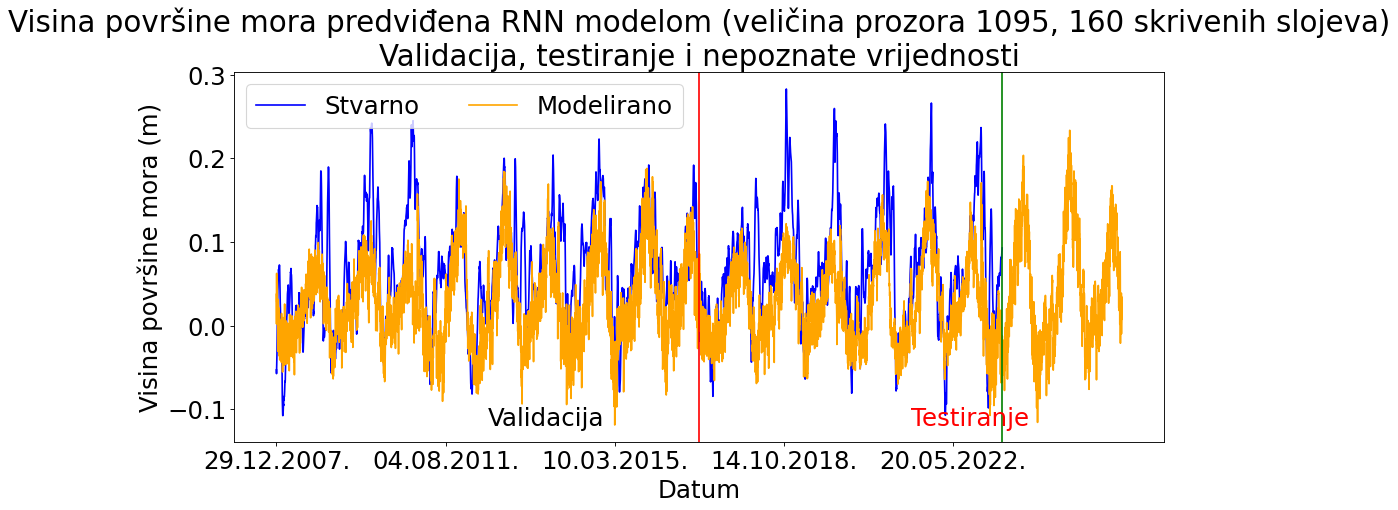 Visina površine mora predviđena RNN modelom (veličina prozora 1095, 160 skrivenih slojeva)
Validacija, testiranje i nepoznate vrijednosti
Stvarno
Modelirano
Visina površine mora (m)
0.3
0.2
0.1
0.0
−0.1
Validacija
Testiranje
29.12.2007.
04.08.2011.
10.03.2015.
14.10.2018.
20.05.2022.
Datum